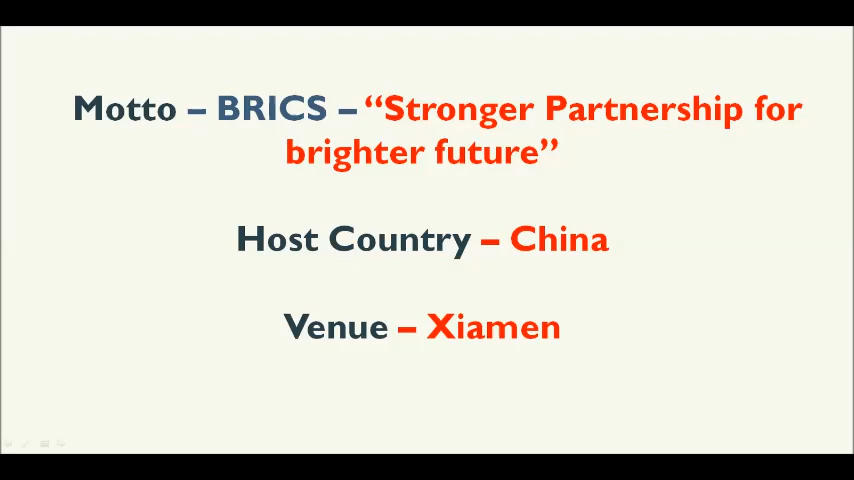 Motto – BRICS – “Stronger Partnership for
brighter future”
Host Country – China
Venue – Xiamen